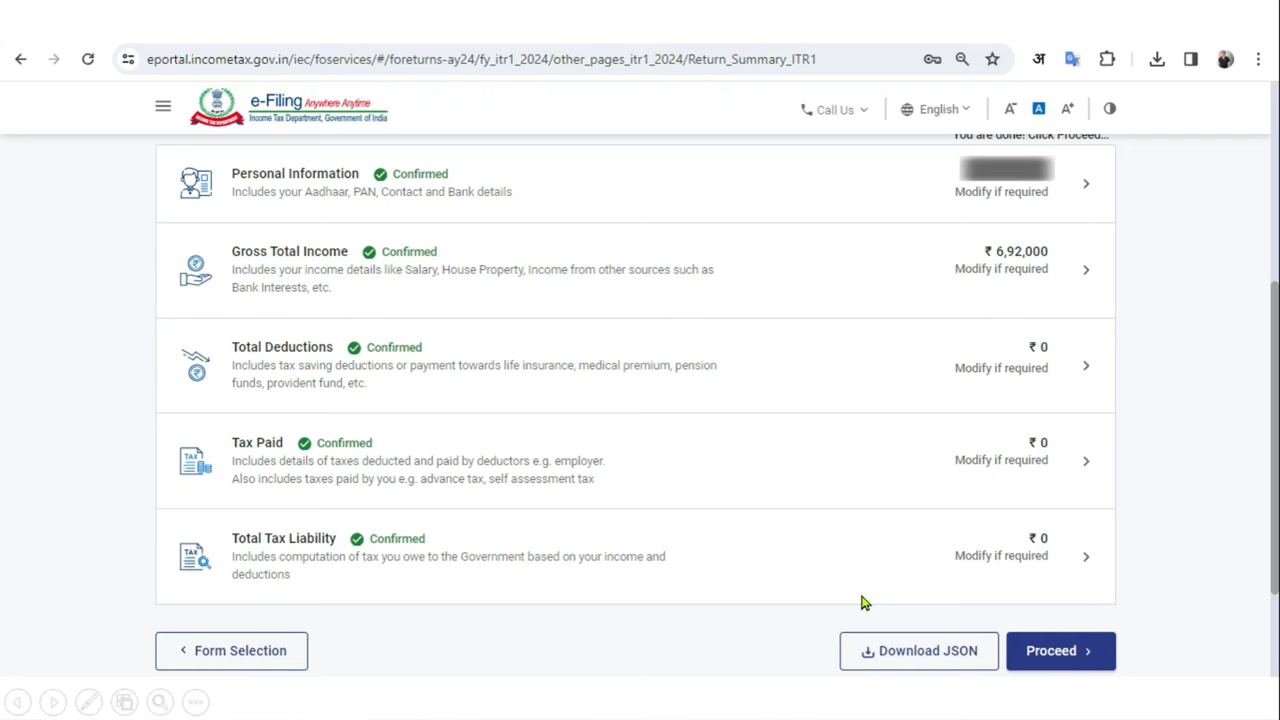 eportal.incometax.gov.in/iec/foservices/#/foreturns-ay24/fy_itr1_2024/other_pages_itr1_2024/Return_Summary_ITR1
अ
e-Filing Anywhere Anytime
Income Tax Department, Government of India
Call Us
English
A-
A
A+
You are done! Click Proceed...
Personal Information Confirmed
Includes your Aadhaar, PAN, Contact and Bank details
Modify if required
Gross Total Income Confirmed
₹ 6,92,000
Includes your income details like Salary, House Property, Income from other sources such as
Modify if required
Bank Interests, etc.
Total Deductions Confirmed
₹ 0
Includes tax saving deductions or payment towards life insurance, medical premium, pension
Modify if required
funds, provident fund, etc.
TAX
Tax Paid Confirmed
₹ 0
Includes details of taxes deducted and paid by deductors e.g. employer.
Modify if required
Also includes taxes paid by you e.g. advance tax, self assessment tax
TAX
Total Tax Liability Confirmed
₹ 0
Includes computation of tax you owe to the Government based on your income and
Modify if required
deductions
Form Selection
Download JSON
Proceed